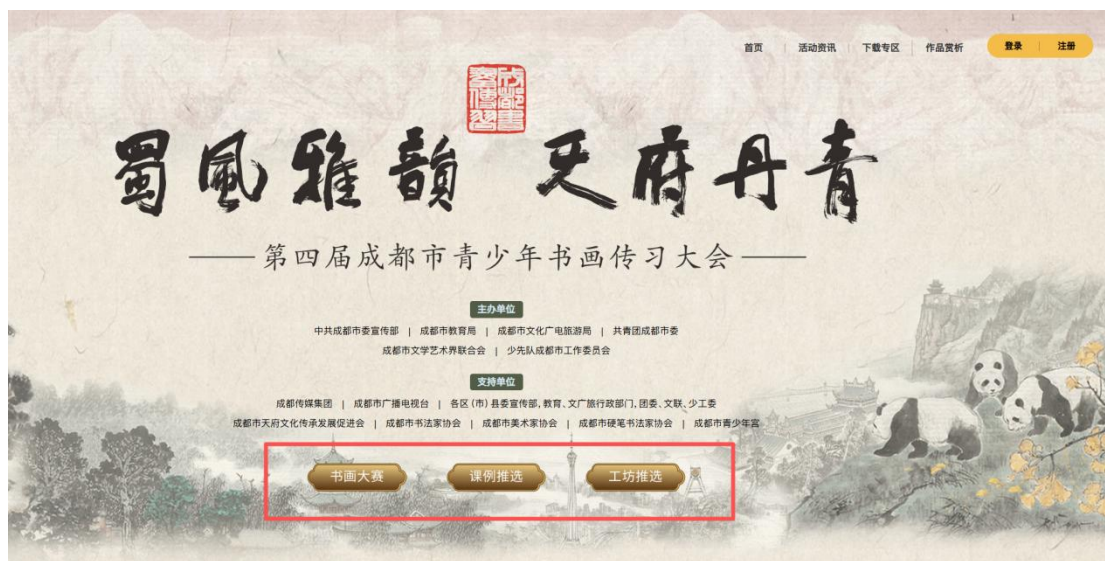 首页 | 活动资讯 | 下载专区 | 作品赏析 登录 | 注册
蜀風雅韻 天府丹青
——第四届成都市青少年书画传习大会——
主办单位
中共成都市委宣传部 | 成都市教育局 | 成都市文化广电旅游局 | 共青团成都市委
成都市文学艺术界联合会 | 少先队成都市工作委员会
支持单位
成都传媒集团 | 成都市广播电视台 | 各区(市)县委宣传部,教育、文广旅行政部门,团委、文联、少工委
成都市天府文化传承发展促进会 | 成都市书法家协会 | 成都市美术家协会 | 成都市硬笔书法家协会 | 成都市青少年宫
书画大赛 课例推选 工坊推选